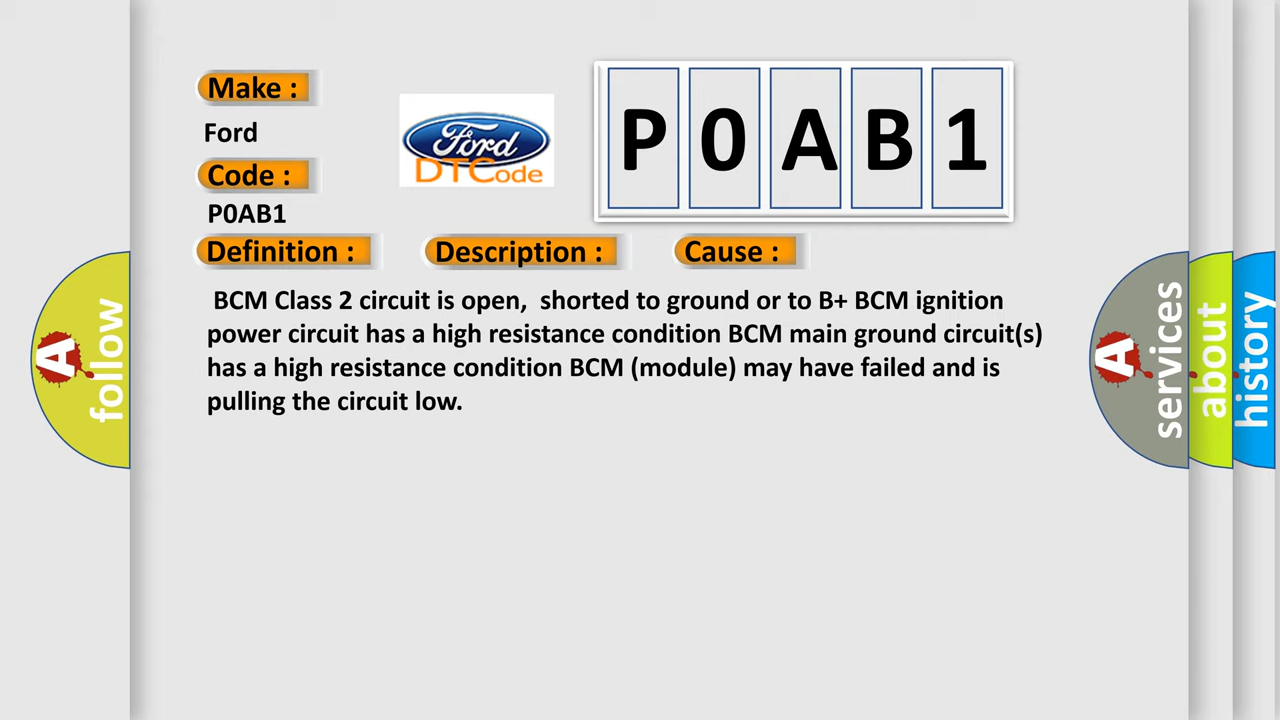 Make :
Ford
Code :
P0AB1
Ford
DTCode
P0AB1
Definition :
Description :
Cause :
BCM Class 2 circuit is open,  shorted to ground or to B+ BCM ignition
power circuit has a high resistance condition BCM main ground circuit(s)
has a high resistance condition BCM (module) may have failed and is
pulling the circuit low.
A
follow
A
services
about
history